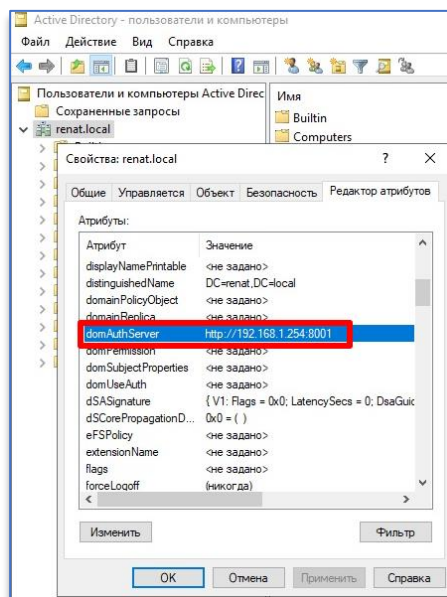 Active Directory - пользователи и компьютеры
Файл Действие Вид Справка
Пользователи и компьютеры Active Direc
Имя
Сохраненные запросы
Builtin
renat.local
Computers
Свойства: renat.local ? ×
Общие Управляется Объект Безопасность Редактор атрибутов
Атрибуты:
Атрибут Значение
displayNamePrintable <не задано>
distinguishedName DC=renat,DC=local
domainPolicyObject <не задано>
domainReplica <не задано>
domAuthServer http://192.168.1.254:8001
domPermission <не задано>
domSubjectProperties <не задано>
domUseAuth <не задано>
dSASignature { V1: Flags = 0x0; LatencySecs = 0; DsaGuic
dSCorePropagationD... 0x0 = ( )
eFSPolicy <не задано>
extensionName <не задано>
flags <не задано>
forceLogoff (никогда)
Изменить Фильтр
OK Отмена Применить Справка